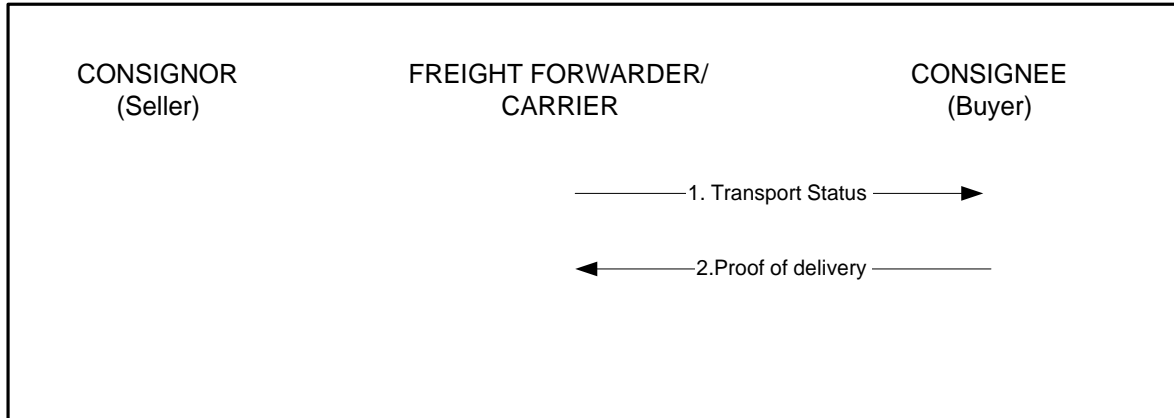 CONSIGNOR
(Seller)
FREIGHT FORWARDER/
CARRIER
CONSIGNEE
(Buyer)
1. Transport Status
2.Proof of delivery